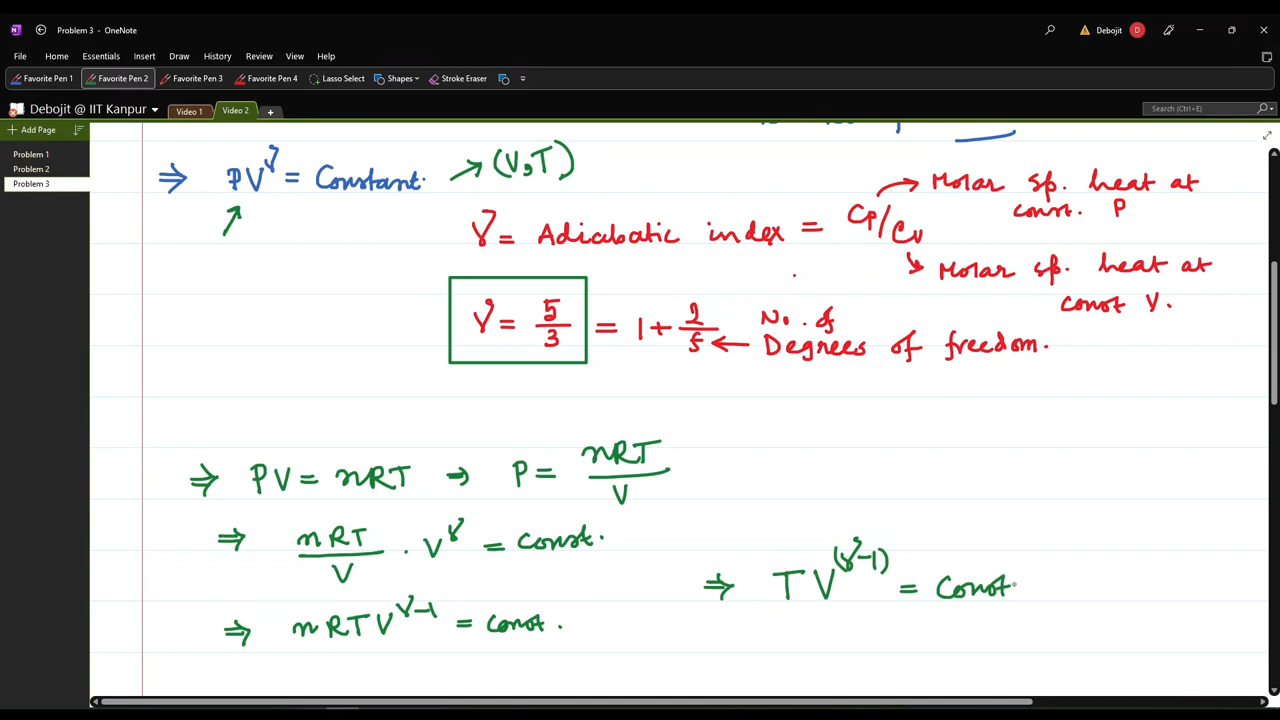 Problem 3 - OneNote
Debojit D
File Home Essentials Insert Draw History Review View Help
Favorite Pen 1 Favorite Pen 2 Favorite Pen 3 Favorite Pen 4 Lasso Select Shapes Stroke Eraser
Debojit @ IIT Kanpur Video 1 Video 2 +
Search (Ctrl+E)
Add Page
Problem 1
Problem 2
Problem 3
⇒ PV^γ = Constant. → (V,T)
γ = Adiabatic index = Cp/Cv
→ Molar sp. heat at
const. P
→ Molar sp. heat at
const V.
γ = 5/3 = 1 + 2/5 ← No. of
Degrees of freedom.
⇒ PV = nRT → P = nRT/V
⇒ nRT/V . V^γ = const.
⇒ nRTV^γ-1 = const.
⇒ TV^(γ-1) = Const